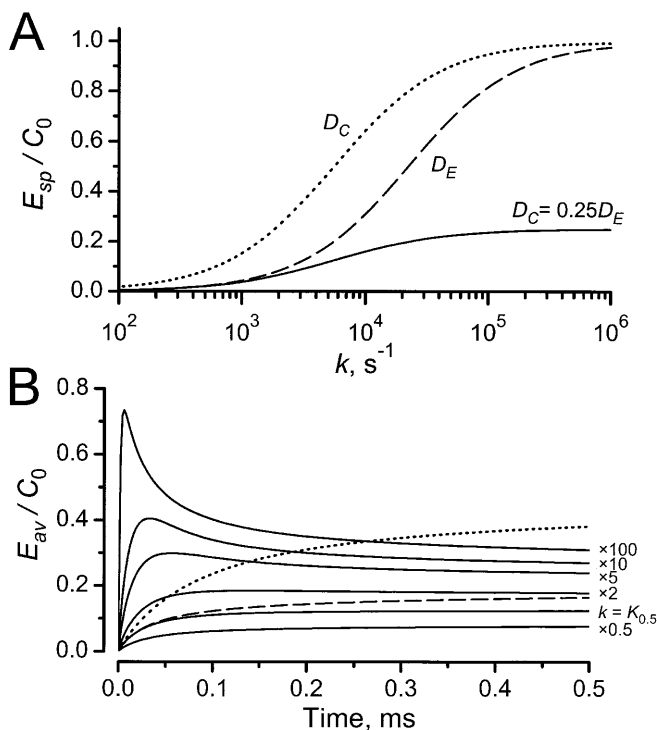 A
E_sp / C_0
1.0
0.8
0.6
0.4
0.2
0.0
D_C
D_E
D_C = 0.25D_E
10^2 10^3 10^4 10^5 10^6
k, s^-1
B
E_av / C_0
0.8
0.6
0.4
0.2
0.0
×100
×10
×5
×2
k = K_0.5
×0.5
0.0 0.1 0.2 0.3 0.4 0.5
Time, ms